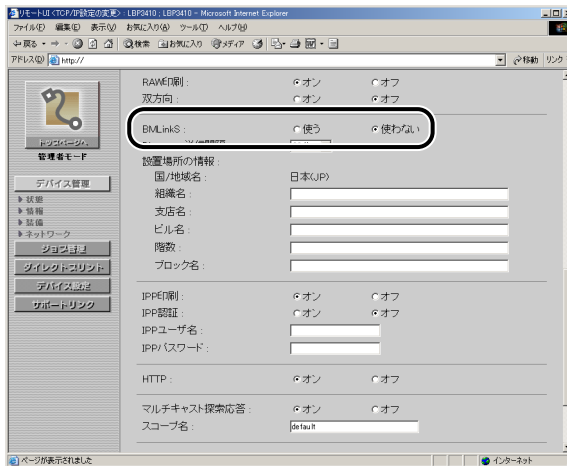 リモートUI <TCP/IP設定の変更> : LBP3410 ; LBP3410 - Microsoft Internet Explorer
ファイル(F) 編集(E) 表示(V) お気に入り(A) ツール(T) ヘルプ(H)
戻る 検索 お気に入り メディア
アドレス(D) http:// 移動 リンク
トップページへ
管理者モード
デバイス管理
状態
情報
装備
ネットワーク
ジョブ管理
ダイレクトプリント
デバイス設定
サポートリンク
RAW印刷 : オン オフ
双方向 : オン オフ
BMLinkS : 使う 使わない
設置場所の情報 :
国/地域名 : 日本(JP)
組織名 :
支店名 :
ビル名 :
階数 :
ブロック名 :
IPP印刷 : オン オフ
IPP認証 : オン オフ
IPPユーザ名 :
IPPパスワード :
HTTP : オン オフ
マルチキャスト探索応答 : オン オフ
スコープ名 : default
ページが表示されました インターネット